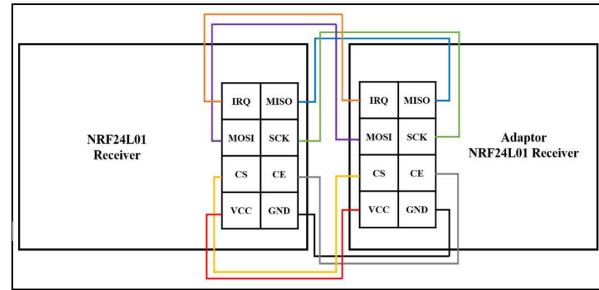 NRF24L01
Receiver
IRQ MISO
MOSI SCK
CS CE
VCC GND
IRQ MISO
MOSI SCK
CS CE
VCC GND
Adaptor
NRF24L01 Receiver